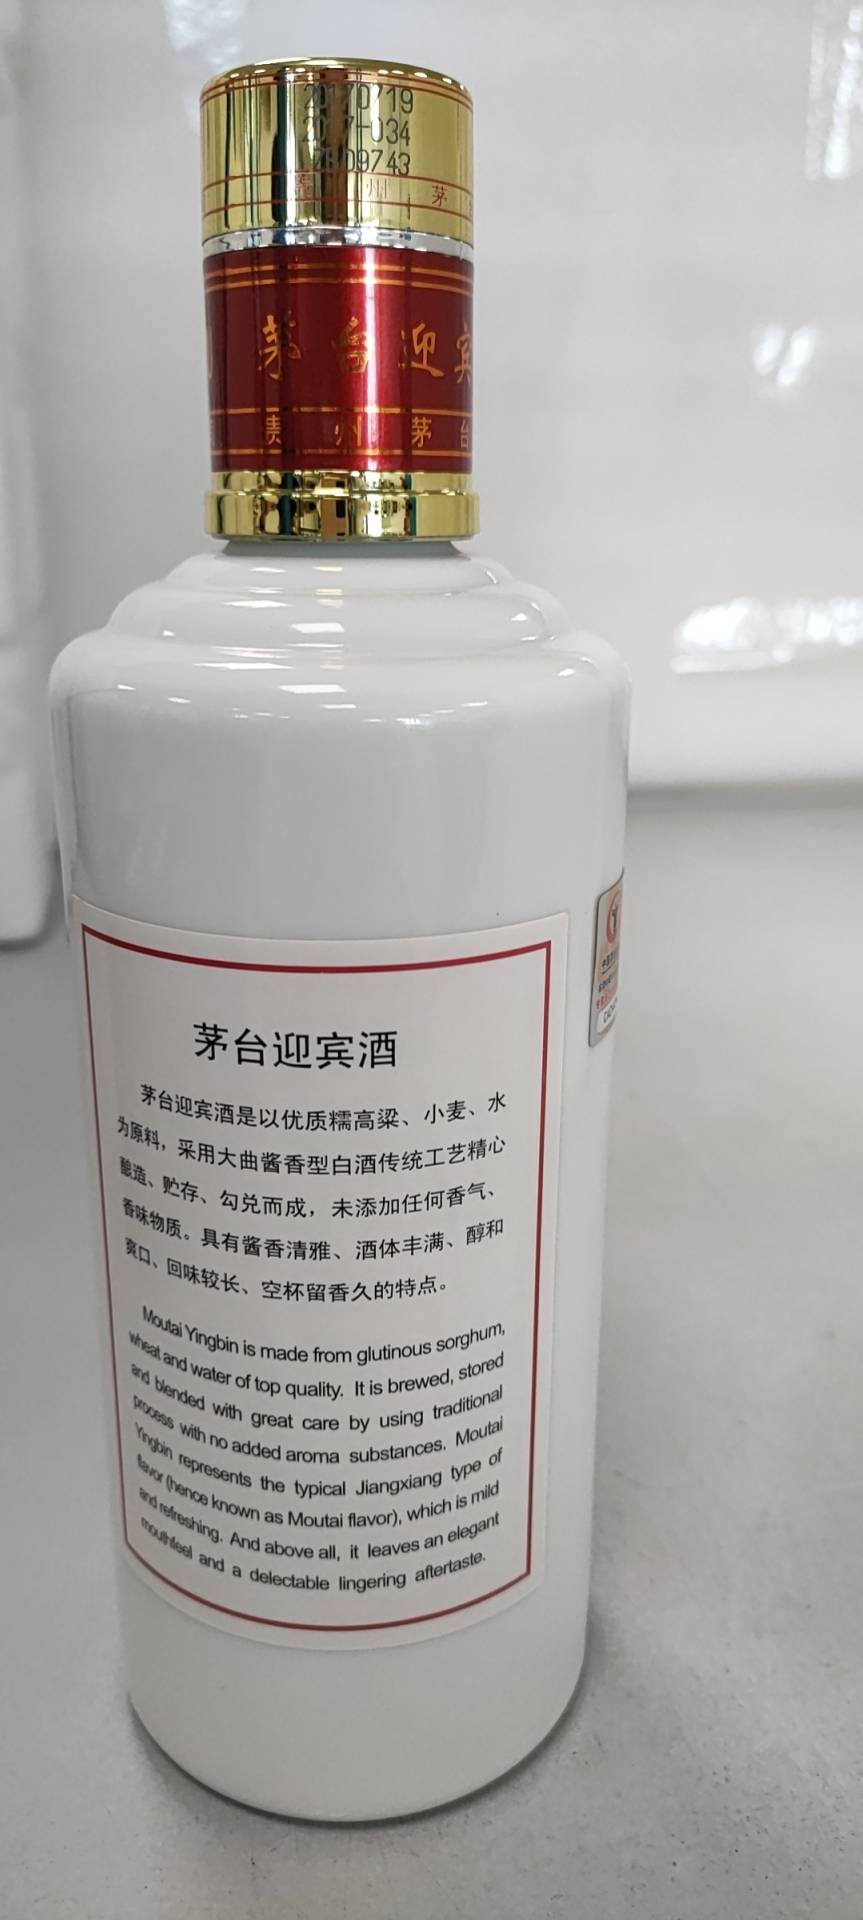 20170719
2017-034
茅台迎宾
贵州茅台
茅台迎宾酒
茅台迎宾酒是以优质糯高粱、小麦、水
为原料，采用大曲酱香型白酒传统工艺精心
酿造、贮存、勾兑而成，未添加任何香气、
香味物质。具有酱香清雅、酒体丰满、醇和
爽口、回味较长、空杯留香久的特点。
Moutai Yingbin is made from glutinous sorghum,
wheat and water of top quality. It is brewed, stored
and blended with great care by using traditional
process with no added aroma substances. Moutai
Yingbin represents the typical Jiangxiang type of
flavor (hence known as Moutai flavor), which is mild
and refreshing. And above all, it leaves an elegant
mouthfeel and a delectable lingering aftertaste.